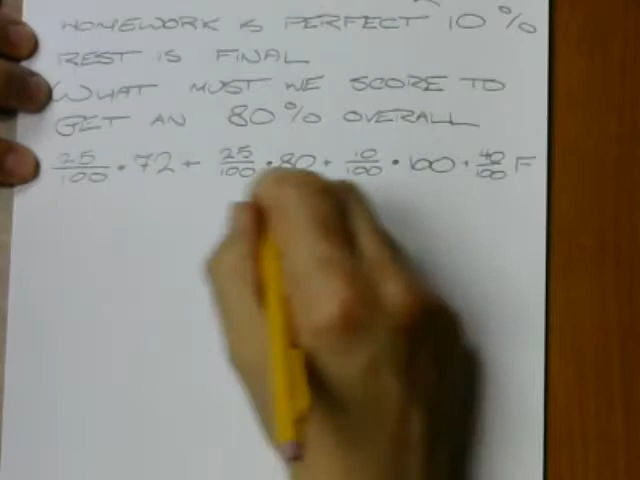 HOMEWORK IS PERFECT 10%
REST IS FINAL
WHAT MUST WE SCORE TO
GET AN 80% OVERALL
25/100 • 72 + 25/100 • 80 + 10/100 • 100 + 40/100 F